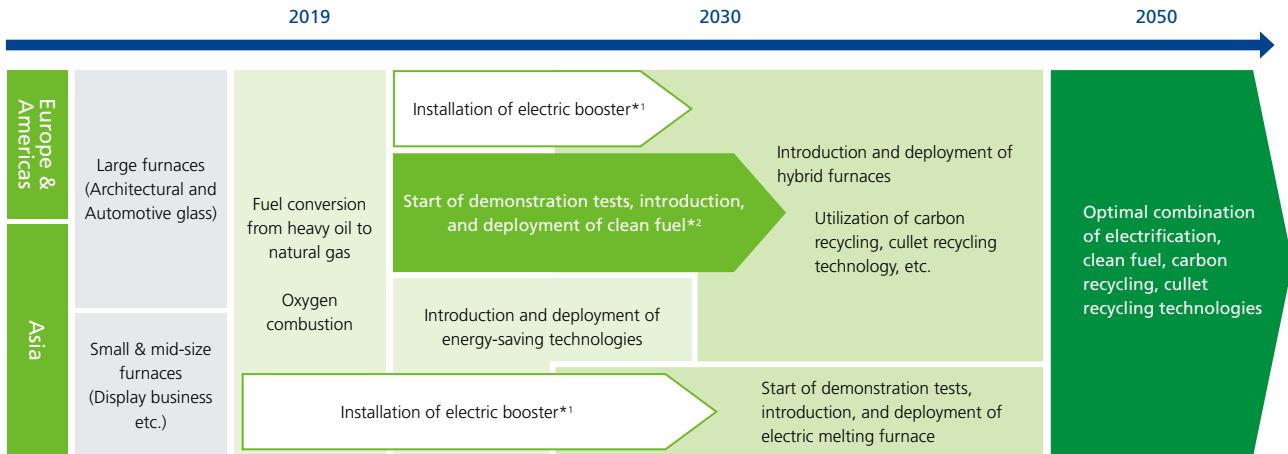 2019
2030
2050
Europe &
Americas
Asia
Large furnaces
(Architectural and
Automotive glass)
Small & mid-size
furnaces
(Display business
etc.)
Fuel conversion
from heavy oil to
natural gas
Oxygen
combustion
Installation of electric booster*1
Start of demonstration tests, introduction,
and deployment of clean fuel*2
Introduction and deployment of
energy-saving technologies
Installation of electric booster*1
Introduction and deployment of
hybrid furnaces
Utilization of carbon
recycling, cullet recycling
technology, etc.
Start of demonstration tests,
introduction, and deployment of
electric melting furnace
Optimal combination
of electrification,
clean fuel, carbon
recycling, cullet
recycling technologies